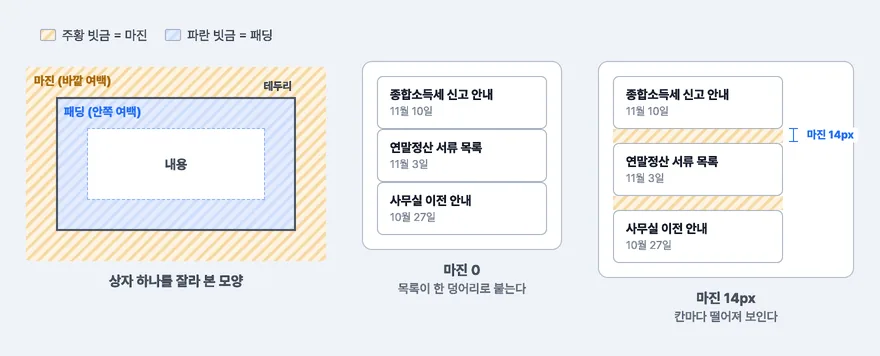 주황 빗금 = 마진
파란 빗금 = 패딩
마진 (바깥 여백)
테두리
패딩 (안쪽 여백)
내용
상자 하나를 잘라 본 모양
종합소득세 신고 안내
11월 10일
연말정산 서류 목록
11월 3일
사무실 이전 안내
10월 27일
마진 0
목록이 한 덩어리로 붙는다
종합소득세 신고 안내
11월 10일
마진 14px
연말정산 서류 목록
11월 3일
사무실 이전 안내
10월 27일
마진 14px
칸마다 떨어져 보인다